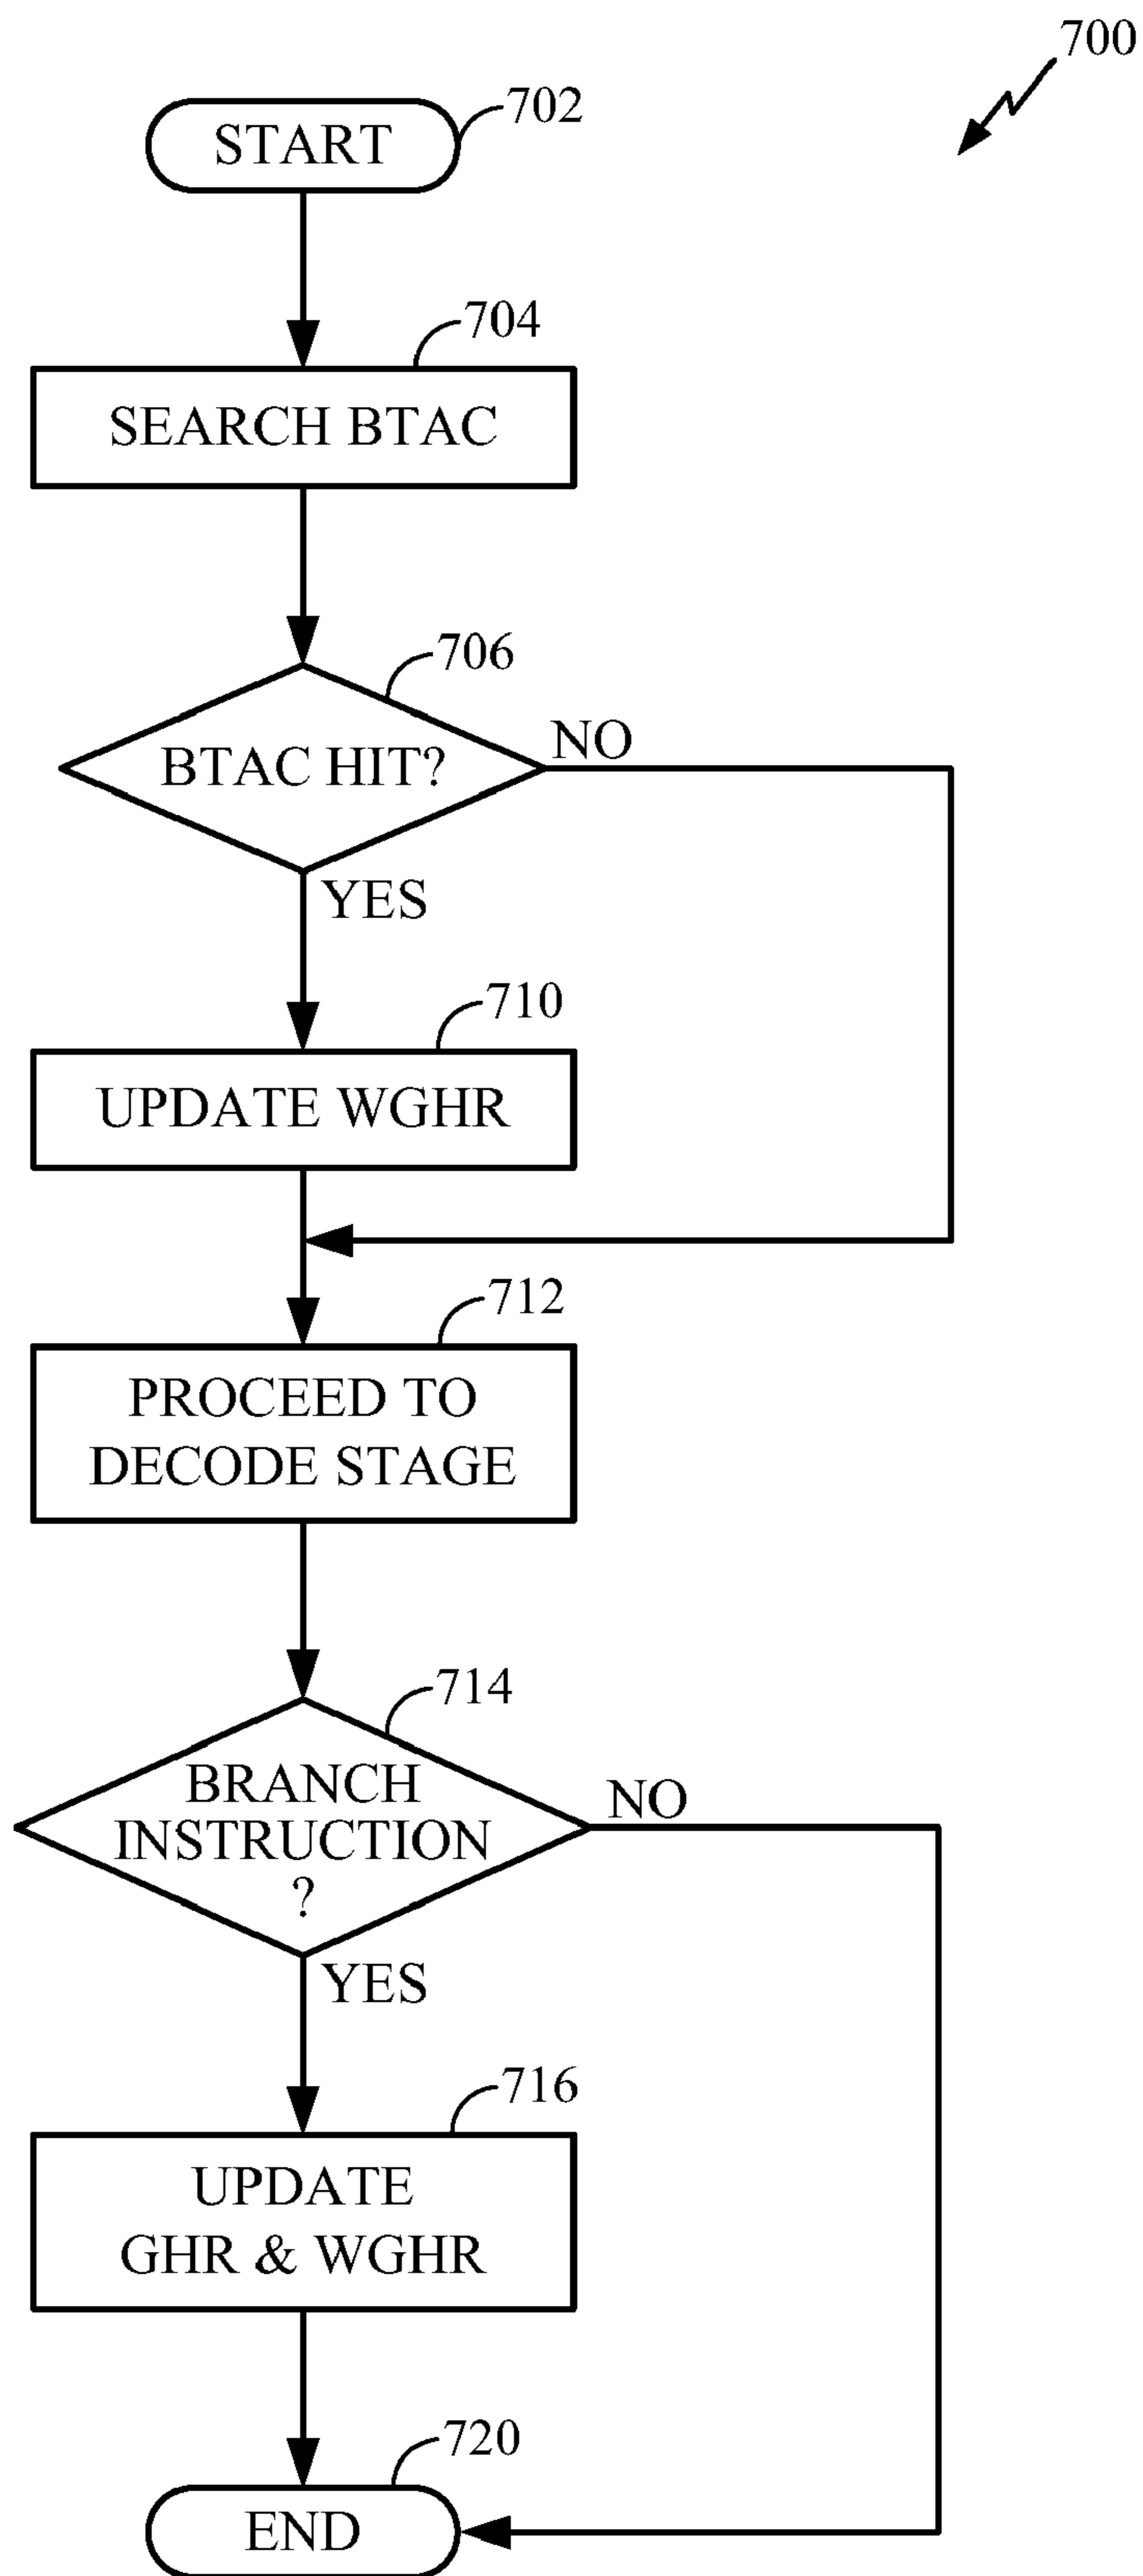 700
START
702
704
SEARCH BTAC
706
BTAC HIT?
NO
YES
710
UPDATE WGHR
712
PROCEED TO
DECODE STAGE
714
BRANCH
INSTRUCTION
?
NO
YES
716
UPDATE
GHR & WGHR
720
END